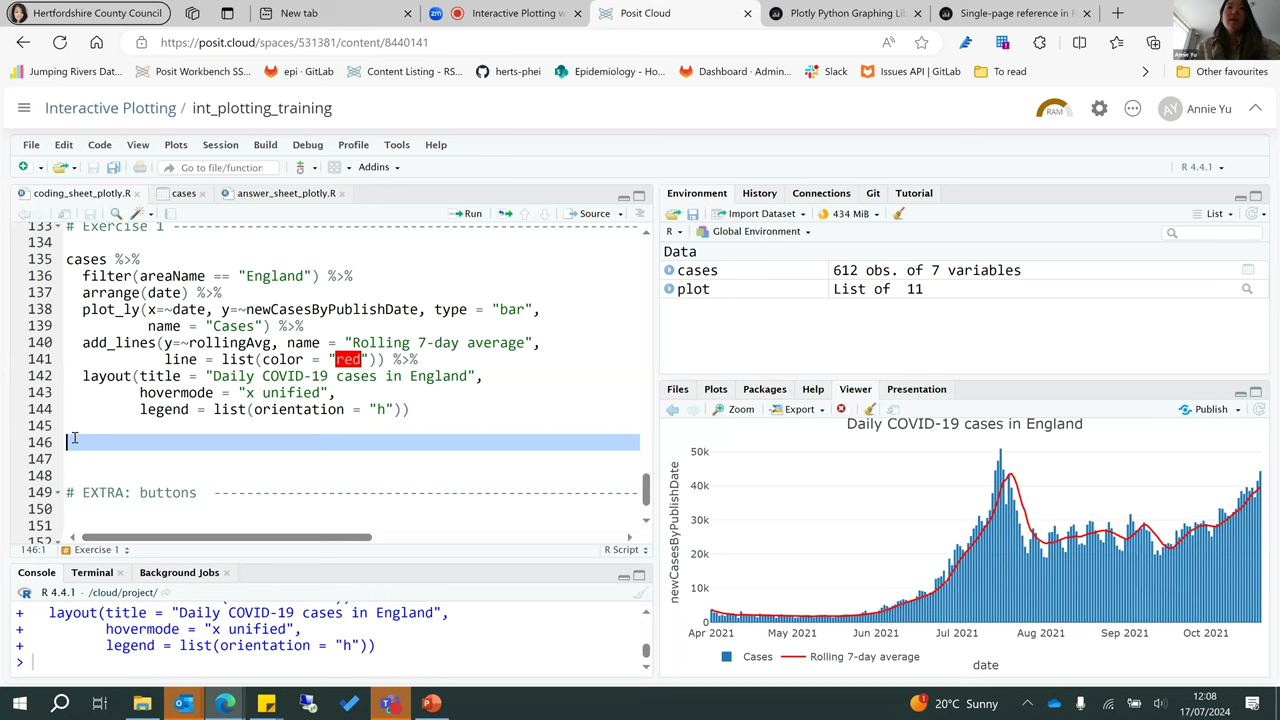 Hertfordshire County Council
New tab
Interactive Plotting w
Posit Cloud
Plotly Python Graphing Li
Single-page reference in
https://posit.cloud/spaces/531381/content/8440141
Annie Yu
Jumping Rivers Dat...
Posit Workbench SS...
epi · GitLab
Content Listing - RS...
herts-phei
Epidemiology - Ho...
Dashboard · Admin...
Slack
Issues API | GitLab
To read
Other favourites
Interactive Plotting / int_plotting_training
RAM
AY
Annie Yu
File Edit Code View Plots Session Build Debug Profile Tools Help
Go to file/function
Addins
R 4.4.1
coding_sheet_plotly.R
cases
answer_sheet_plotly.R
Run
Source
133 # Exercise 1 ------------------------------------------------
134
135 cases %>%
136 filter(areaName == "England") %>%
137 arrange(date) %>%
138 plot_ly(x=~date, y=~newCasesByPublishDate, type = "bar",
139 name = "Cases") %>%
140 add_lines(y=~rollingAvg, name = "Rolling 7-day average",
141 line = list(color = "red")) %>%
142 layout(title = "Daily COVID-19 cases in England",
143 hovermode = "x unified",
144 legend = list(orientation = "h"))
145
146
147
148
149 # EXTRA: buttons ------------------------------------------------
150
151
152
146:1
Exercise 1
R Script
Console Terminal Background Jobs
R 4.4.1 · /cloud/project/
+ layout(title = "Daily COVID-19 cases in England",
+ hovermode = "x unified",
+ legend = list(orientation = "h"))
>
Environment History Connections Git Tutorial
Import Dataset
434 MiB
List
R
Global Environment
Data
cases 612 obs. of 7 variables
plot List of 11
Files Plots Packages Help Viewer Presentation
Zoom
Export
Publish
Daily COVID-19 cases in England
newCasesByPublishDate
50k
40k
30k
20k
10k
0
Apr 2021 May 2021 Jun 2021 Jul 2021 Aug 2021 Sep 2021 Oct 2021
Cases
Rolling 7-day average
date
20°C Sunny
12:08
17/07/2024